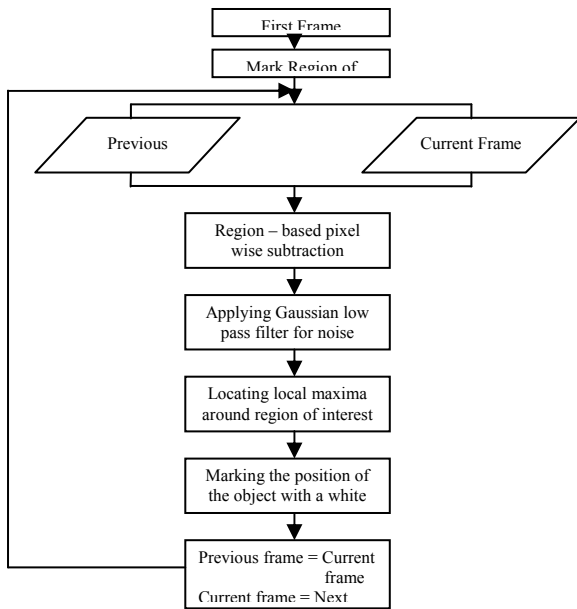 First Frame
Mark Region of
Previous
Current Frame
Region – based pixel
wise subtraction
Applying Gaussian low
pass filter for noise
Locating local maxima
around region of interest
Marking the position of
the object with a white
Previous frame = Current
frame
Current frame = Next